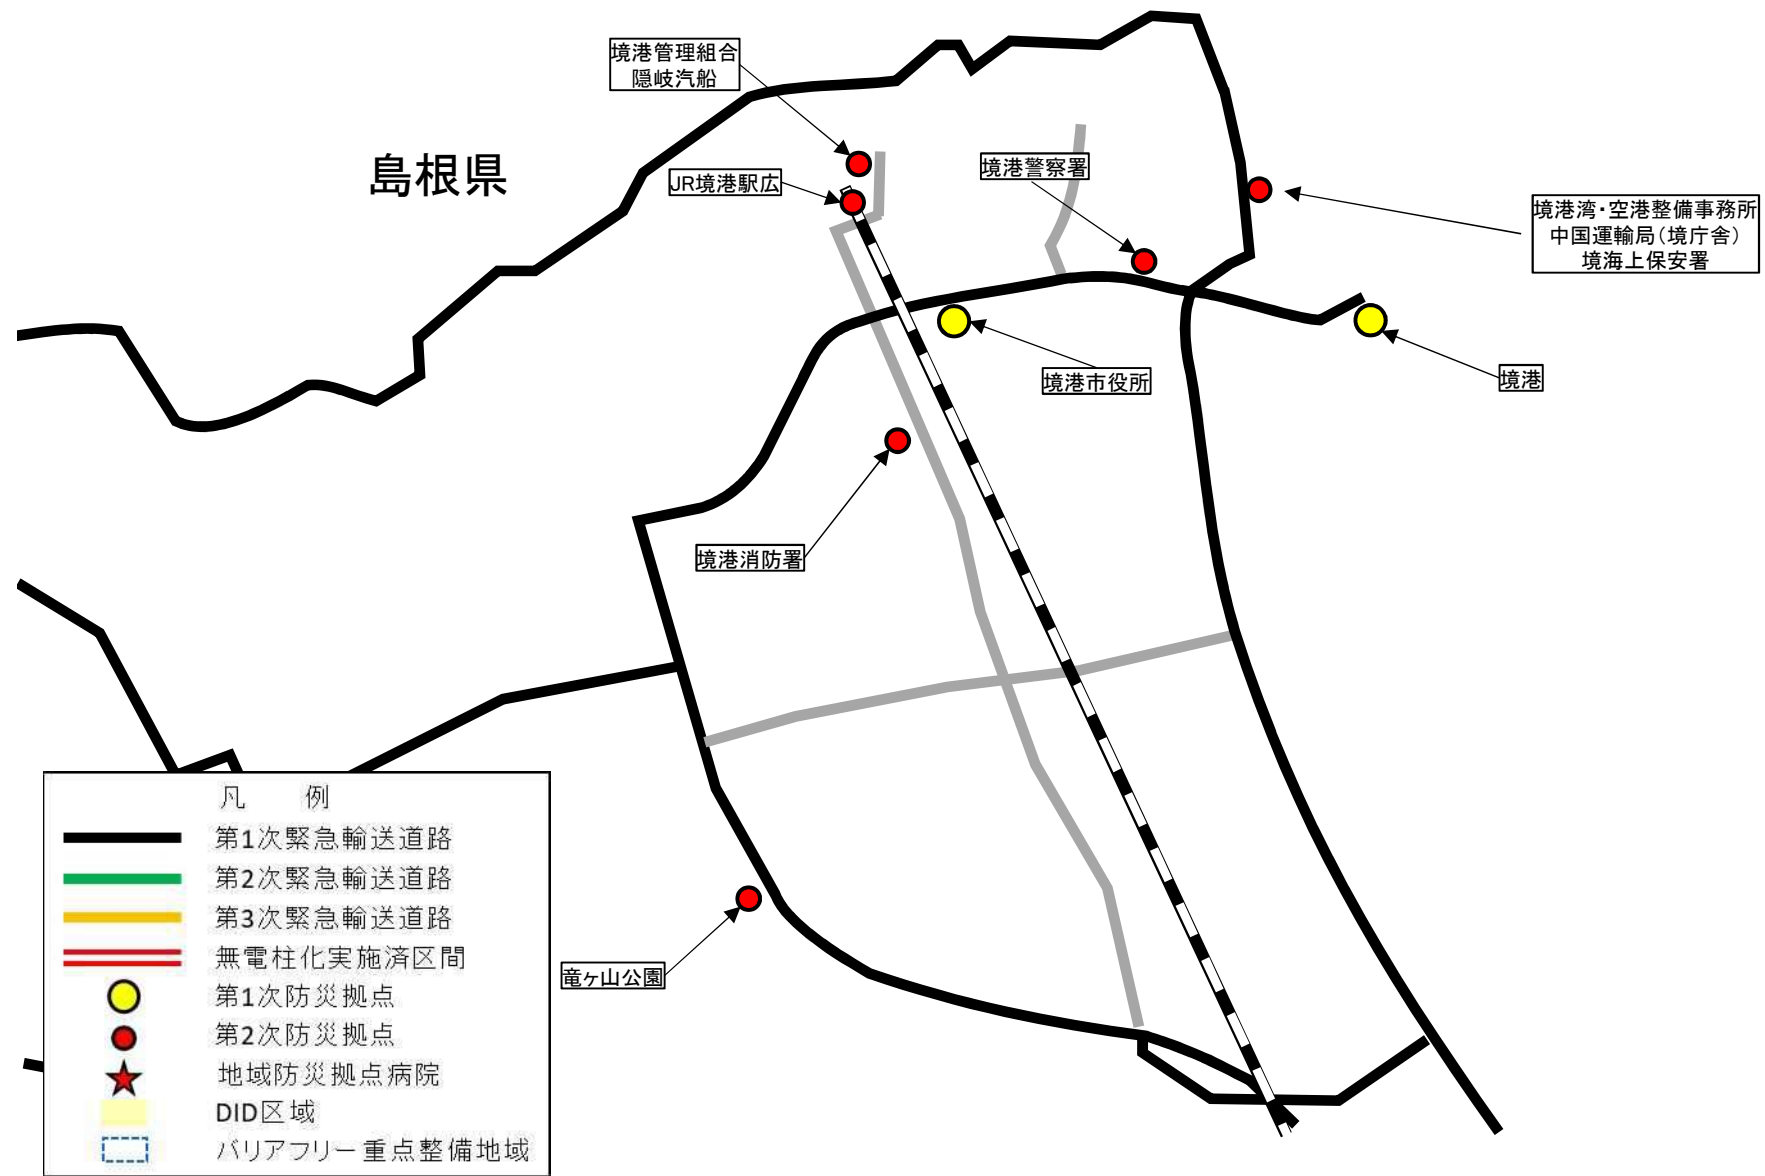 境港管理組合
隠岐汽船
島根県
JR境港駅広
境港警察署
境港湾・空港整備事務所
中国運輸局(境庁舎)
境海上保安署
境港市役所
境港
境港消防署
竜ヶ山公園
凡 例
第1次緊急輸送道路
第2次緊急輸送道路
第3次緊急輸送道路
無電柱化実施済区間
第1次防災拠点
第2次防災拠点
地域防災拠点病院
DID区域
バリアフリー重点整備地域